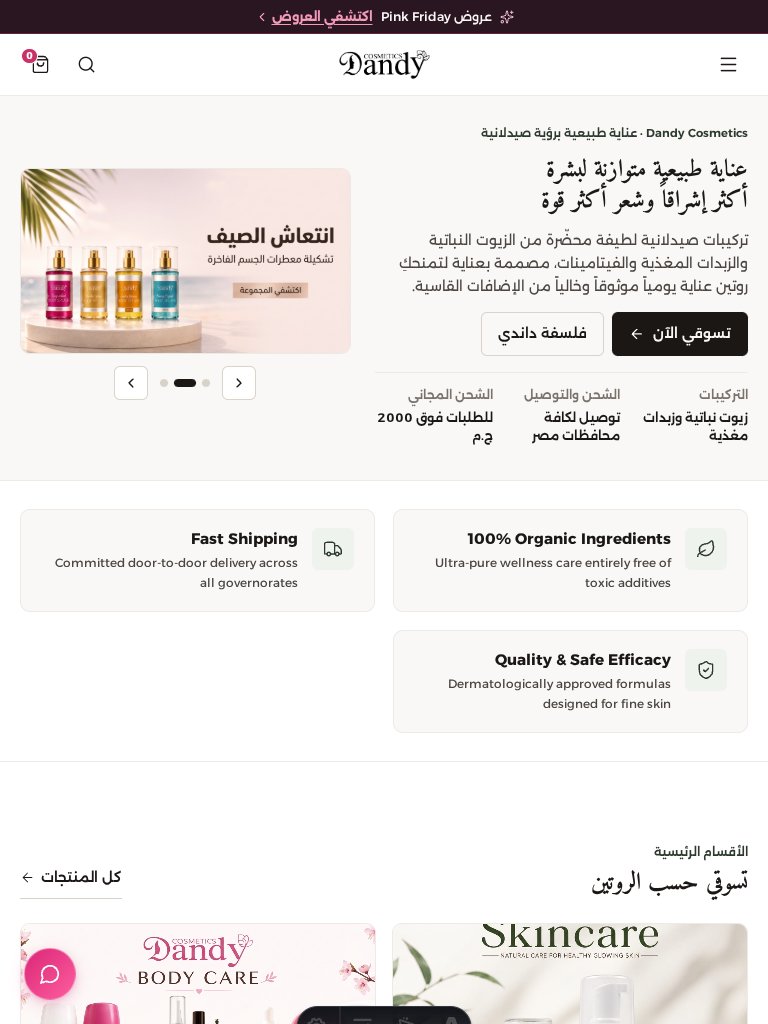 عروض Pink Friday اكتشفي العروض
0
COSMETICS
Dandy
Dandy Cosmetics · عناية طبيعية برؤية صيدلانية
عناية طبيعية متوازنة لبشرة
أكثر إشراقاً وشعر أكثر قوة
تركيبات صيدلانية لطيفة محضّرة من الزيوت النباتية
والزبدات المغذية والفيتامينات، مصممة بعناية لتمنحكِ
روتين عناية يومياً موثوقاً وخالياً من الإضافات القاسية.
تسوقي الآن
فلسفة داندي
التركيبات
زيوت نباتية وزبدات
مغذية
الشحن والتوصيل
توصيل لكافة
محافظات مصر
الشحن المجاني
للطلبات فوق 2000
ج.م
انتعاش الصيف
تشكيلة معطرات الجسم الفاخرة
اكتشفي المجموعة
100% Organic Ingredients
Ultra-pure wellness care entirely free of
toxic additives
Fast Shipping
Committed door-to-door delivery across
all governorates
Quality & Safe Efficacy
Dermatologically approved formulas
designed for fine skin
الأقسام الرئيسية
تسوقي حسب الروتين
كل المنتجات
Skincare
NATURAL CARE FOR HEALTHY GLOWING SKIN
COSMETICS
Dandy
BODY CARE